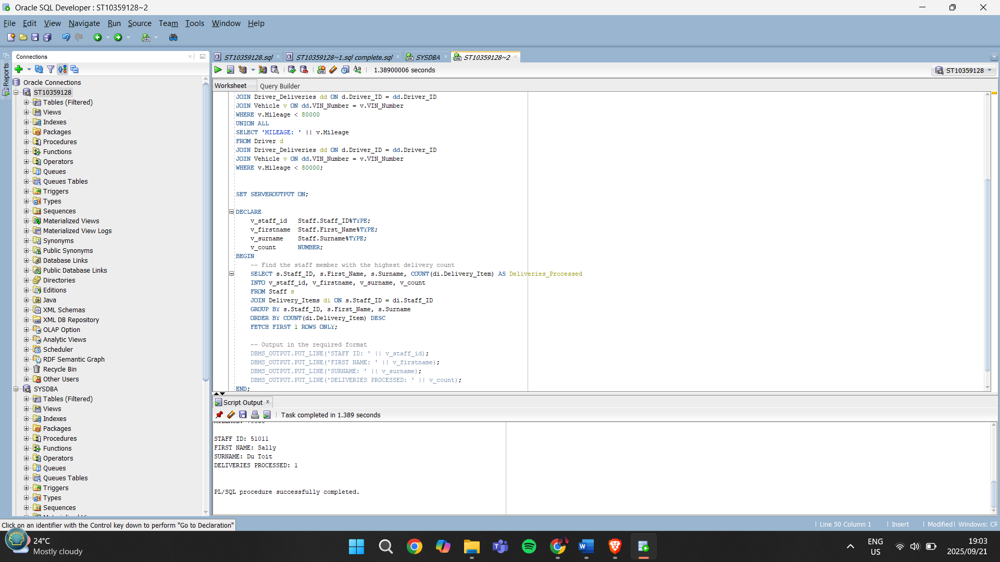 Oracle SQL Developer : ST10359128~2
File Edit View Navigate Run Source Team Tools Window Help
Connections
ST10359128.sql
ST10359128~1.sql complete.sql
SYSDBA
ST10359128~2
Reports
1.38900006 seconds
ST10359128
Worksheet
Query Builder
Oracle Connections
ST10359128
Tables (Filtered)
Views
Indexes
Packages
Procedures
Functions
Operators
Queues
Queues Tables
Triggers
Types
Sequences
Materialized Views
Materialized View Logs
Synonyms
Public Synonyms
Database Links
Public Database Links
Directories
Editions
Java
XML Schemas
XML DB Repository
OLAP Option
Analytic Views
Scheduler
RDF Semantic Graph
Recycle Bin
Other Users
SYSDBA
Tables (Filtered)
Views
Indexes
Packages
Procedures
Functions
Operators
Queues
Queues Tables
Triggers
Types
Sequences
JOIN Driver_Deliveries dd ON d.Driver_ID = dd.Driver_ID
JOIN Vehicle v ON dd.VIN_Number = v.VIN_Number
WHERE v.Mileage < 80000
UNION ALL
SELECT 'MILEAGE: ' || v.Mileage
FROM Driver d
JOIN Driver_Deliveries dd ON d.Driver_ID = dd.Driver_ID
JOIN Vehicle v ON dd.VIN_Number = v.VIN_Number
WHERE v.Mileage < 80000;
SET SERVEROUTPUT ON;
DECLARE
v_staff_id Staff.Staff_ID%TYPE;
v_firstname Staff.First_Name%TYPE;
v_surname Staff.Surname%TYPE;
v_count NUMBER;
BEGIN
-- Find the staff member with the highest delivery count
SELECT s.Staff_ID, s.First_Name, s.Surname, COUNT(di.Delivery_Item) AS Deliveries_Processed
INTO v_staff_id, v_firstname, v_surname, v_count
FROM Staff s
JOIN Delivery_Items di ON s.Staff_ID = di.Staff_ID
GROUP BY s.Staff_ID, s.First_Name, s.Surname
ORDER BY COUNT(di.Delivery_Item) DESC
FETCH FIRST 1 ROWS ONLY;
-- Output in the required format
DBMS_OUTPUT.PUT_LINE('STAFF ID: ' || v_staff_id);
DBMS_OUTPUT.PUT_LINE('FIRST NAME: ' || v_firstname);
DBMS_OUTPUT.PUT_LINE('SURNAME: ' || v_surname);
DBMS_OUTPUT.PUT_LINE('DELIVERIES PROCESSED: ' || v_count);
END;
Script Output
Task completed in 1.389 seconds
STAFF ID: 51011
FIRST NAME: Sally
SURNAME: Du Toit
DELIVERIES PROCESSED: 1
PL/SQL procedure successfully completed.
Click on an identifier with the Control key down to perform "Go to Declaration"
Line 50 Column 1
Insert
Modified
Windows: CR
24°C
Mostly cloudy
ENG
US
19:03
2025/09/21